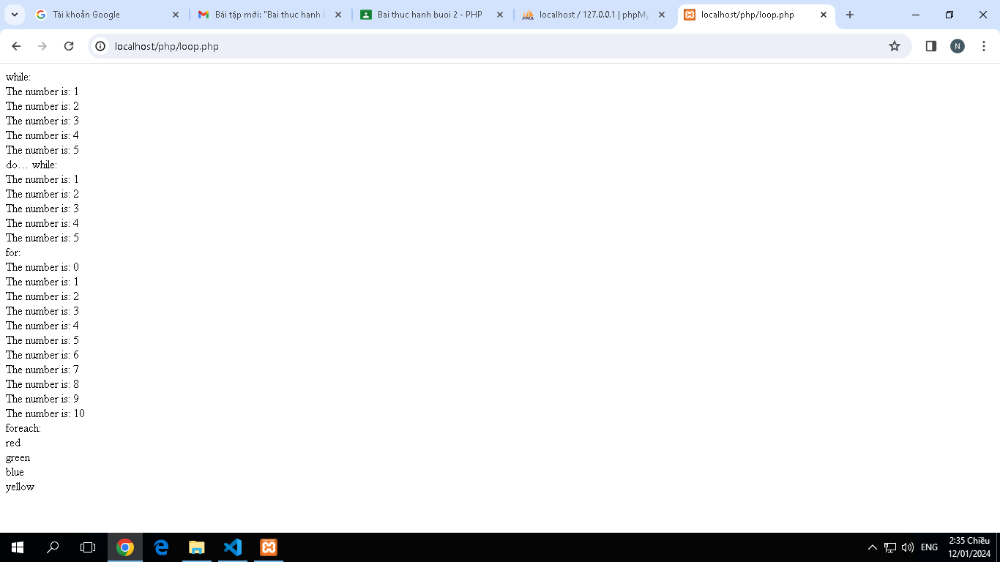 Tài khoản Google
Bài tập mới: "Bai thuc hanh b
Bai thuc hanh buoi 2 - PHP
localhost / 127.0.0.1 | phpMy
localhost/php/loop.php
localhost/php/loop.php
N
while:
The number is: 1
The number is: 2
The number is: 3
The number is: 4
The number is: 5
do… while:
The number is: 1
The number is: 2
The number is: 3
The number is: 4
The number is: 5
for:
The number is: 0
The number is: 1
The number is: 2
The number is: 3
The number is: 4
The number is: 5
The number is: 6
The number is: 7
The number is: 8
The number is: 9
The number is: 10
foreach:
red
green
blue
yellow
ENG
2:35 Chiều
12/01/2024